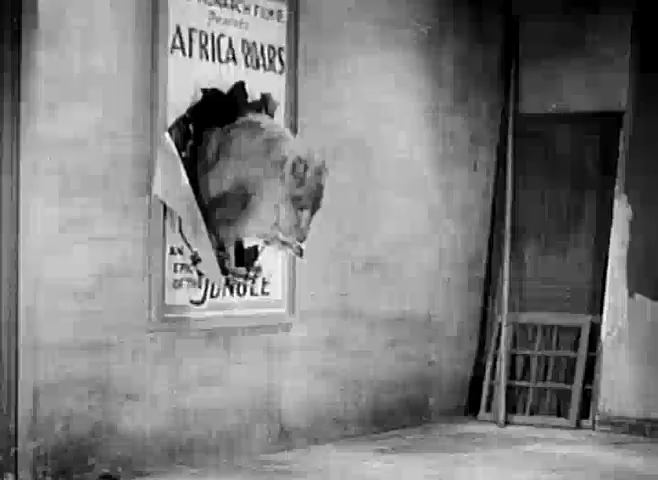 Presents
AFRICA ROARS
AN
EPIC
OF THE JUNGLE